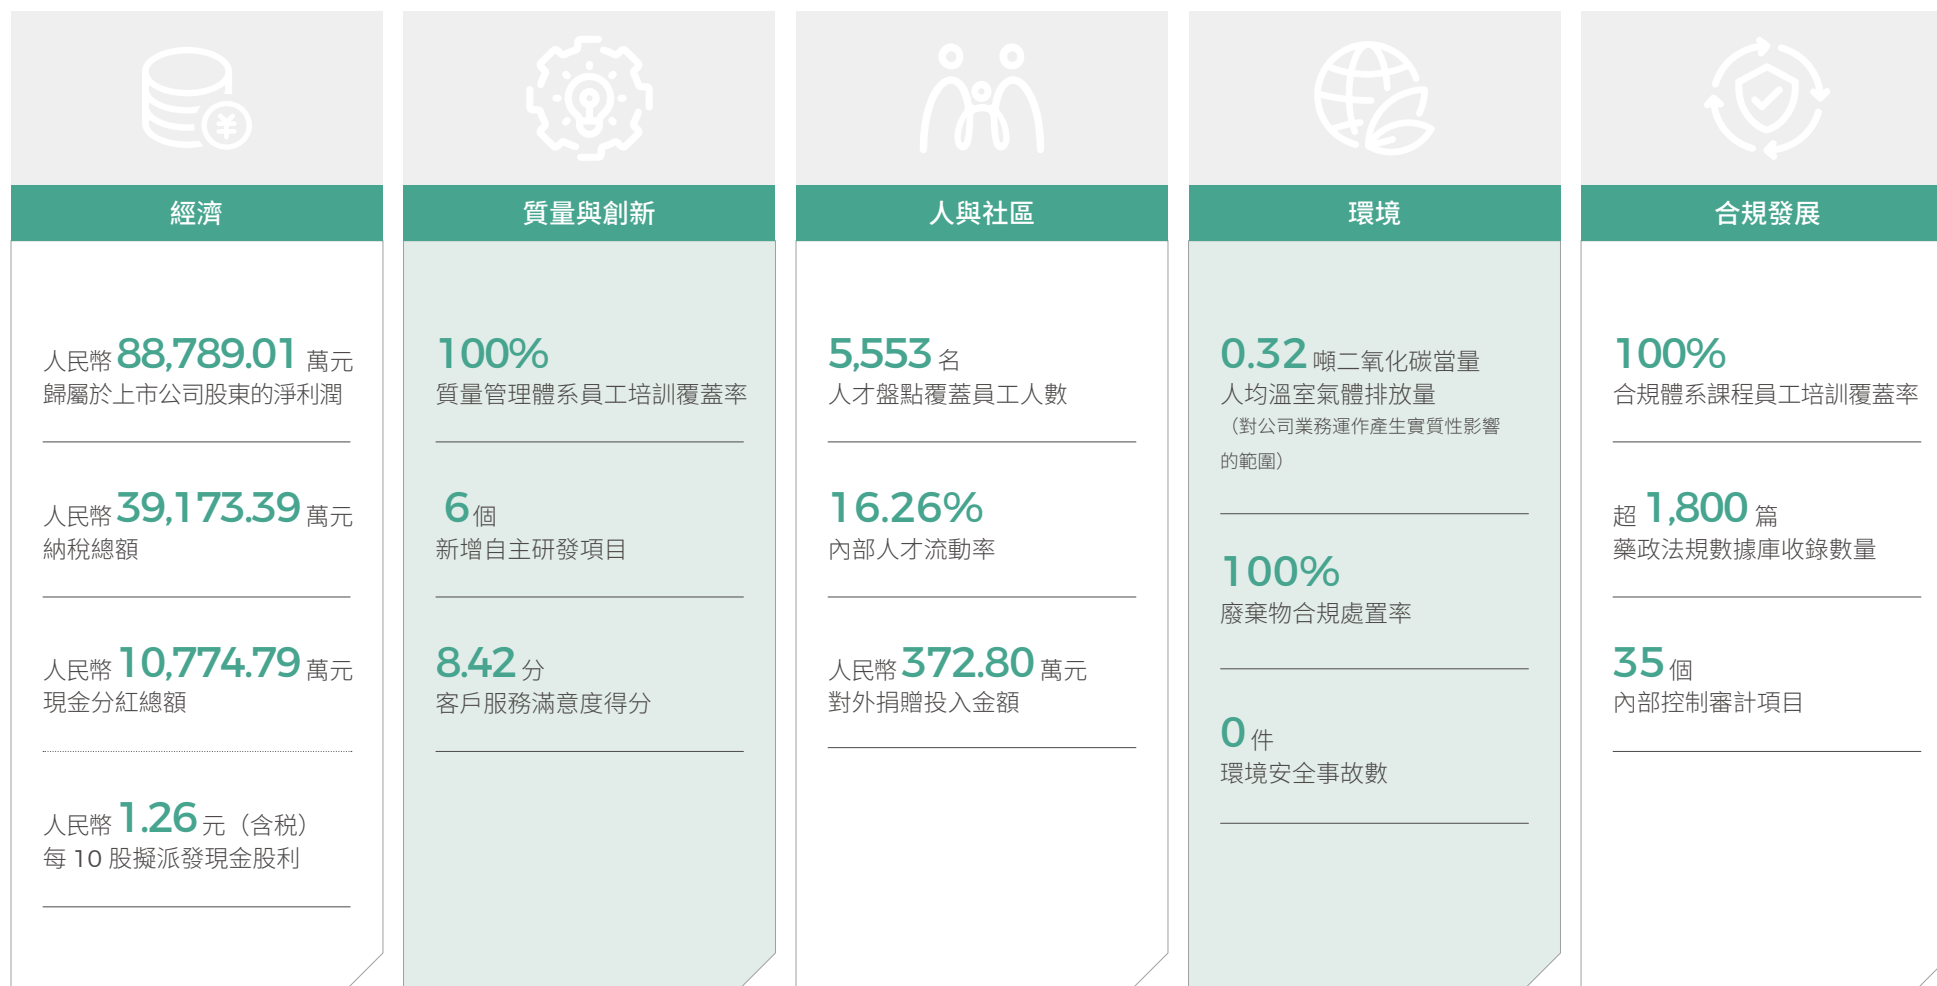 經濟
人民幣 88,789.01 萬元
歸屬於上市公司股東的淨利潤
人民幣 39,173.39 萬元
納稅總額
人民幣 10,774.79 萬元
現金分紅總額
人民幣 1.26 元（含税）
每 10 股擬派發現金股利
質量與創新
100%
質量管理體系員工培訓覆蓋率
6 個
新增自主研發項目
8.42 分
客戶服務滿意度得分
人與社區
5,553 名
人才盤點覆蓋員工人數
16.26%
內部人才流動率
人民幣 372.80 萬元
對外捐贈投入金額
環境
0.32 噸二氧化碳當量
人均溫室氣體排放量
（對公司業務運作產生實質性影響
的範圍）
100%
廢棄物合規處置率
0 件
環境安全事故數
合規發展
100%
合規體系課程員工培訓覆蓋率
超 1,800 篇
藥政法規數據庫收錄數量
35 個
內部控制審計項目